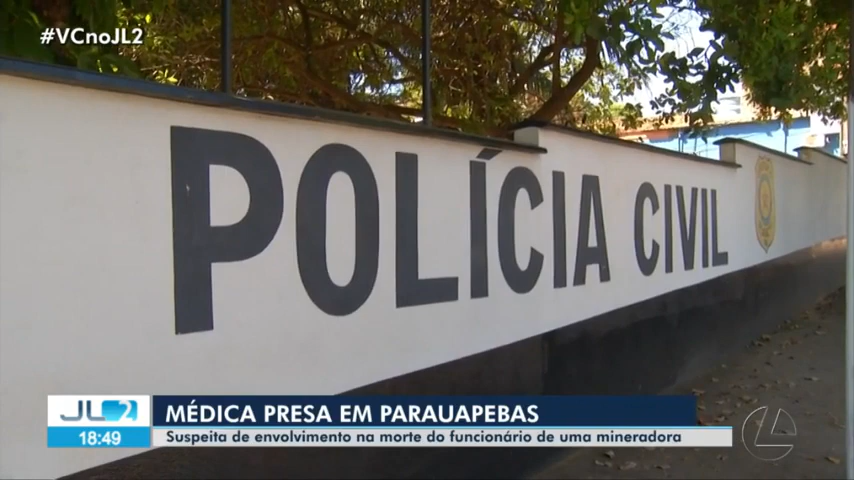 #VCnoJL2
POLÍCIA CIVIL
JL2
MÉDICA PRESA EM PARAUAPEBAS
18:49
Suspeita de envolvimento na morte do funcionário de uma mineradora